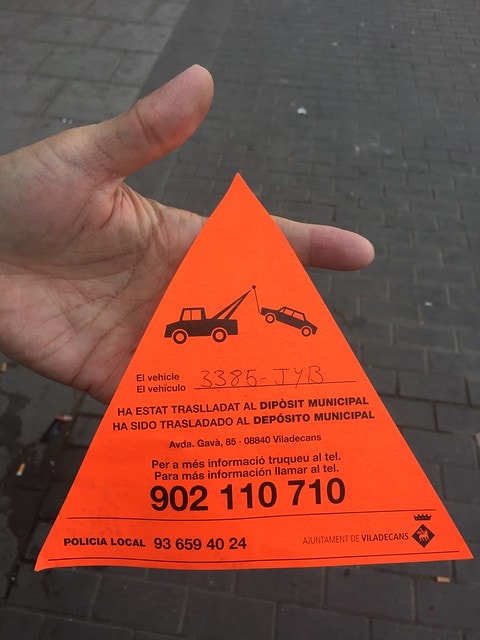 El vehicle
El vehículo 3385-JYB
HA ESTAT TRASLLADAT AL DIPÒSIT MUNICIPAL
HA SIDO TRASLADADO AL DEPÓSITO MUNICIPAL
Avda. Gavà, 85 - 08840 Viladecans
Per a més informació truqueu al tel.
Para más información llamar al tel.
902 110 710
POLICIA LOCAL 93 659 40 24
AJUNTAMENT DE VILADECANS